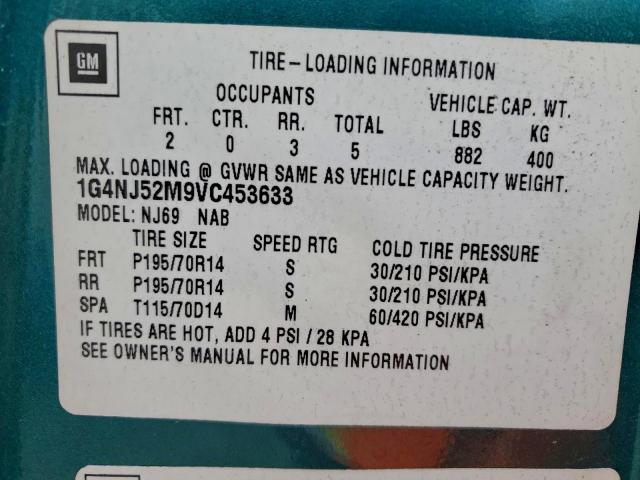 GM
TIRE-LOADING INFORMATION
OCCUPANTS VEHICLE CAP. WT.
FRT. CTR. RR. TOTAL LBS KG
2 0 3 5 882 400
MAX. LOADING @ GVWR SAME AS VEHICLE CAPACITY WEIGHT.
1G4NJ52M9VC453633
MODEL: NJ69 NAB
TIRE SIZE SPEED RTG COLD TIRE PRESSURE
FRT P195/70R14 S 30/210 PSI/KPA
RR P195/70R14 S 30/210 PSI/KPA
SPA T115/70D14 M 60/420 PSI/KPA
IF TIRES ARE HOT, ADD 4 PSI / 28 KPA
SEE OWNER'S MANUAL FOR MORE INFORMATION